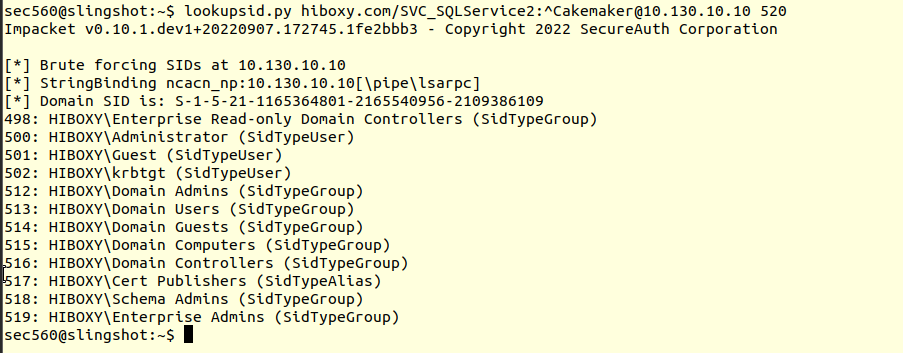 sec560@slingshot:~$ lookupsid.py hiboxy.com/SVC_SQLService2:^Cakemaker@10.130.10.10 520
Impacket v0.10.1.dev1+20220907.172745.1fe2bbb3 - Copyright 2022 SecureAuth Corporation
[*] Brute forcing SIDs at 10.130.10.10
[*] StringBinding ncacn_np:10.130.10.10[\pipe\lsarpc]
[*] Domain SID is: S-1-5-21-1165364801-2165540956-2109386109
498: HIBOXY\Enterprise Read-only Domain Controllers (SidTypeGroup)
500: HIBOXY\Administrator (SidTypeUser)
501: HIBOXY\Guest (SidTypeUser)
502: HIBOXY\krbtgt (SidTypeUser)
512: HIBOXY\Domain Admins (SidTypeGroup)
513: HIBOXY\Domain Users (SidTypeGroup)
514: HIBOXY\Domain Guests (SidTypeGroup)
515: HIBOXY\Domain Computers (SidTypeGroup)
516: HIBOXY\Domain Controllers (SidTypeGroup)
517: HIBOXY\Cert Publishers (SidTypeAlias)
518: HIBOXY\Schema Admins (SidTypeGroup)
519: HIBOXY\Enterprise Admins (SidTypeGroup)
sec560@slingshot:~$